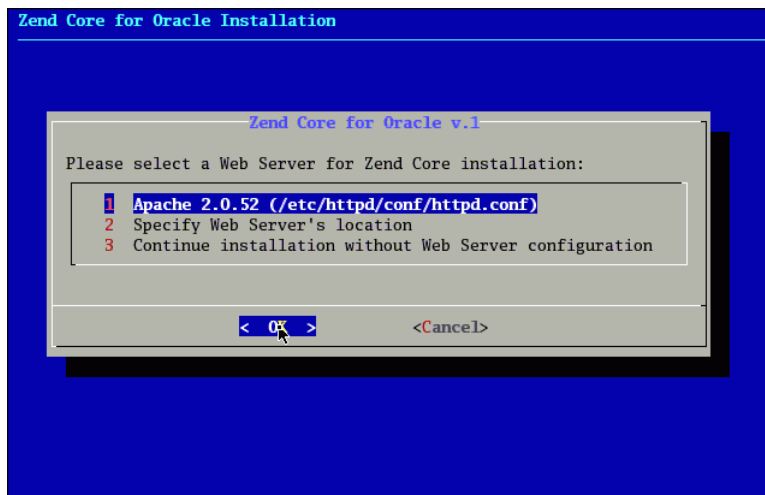 Zend Core for Oracle Installation
Zend Core for Oracle v.1
Please select a Web Server for Zend Core installation:
1 Apache 2.0.52 (/etc/httpd/conf/httpd.conf)
2 Specify Web Server's location
3 Continue installation without Web Server configuration
< OK > <Cancel>